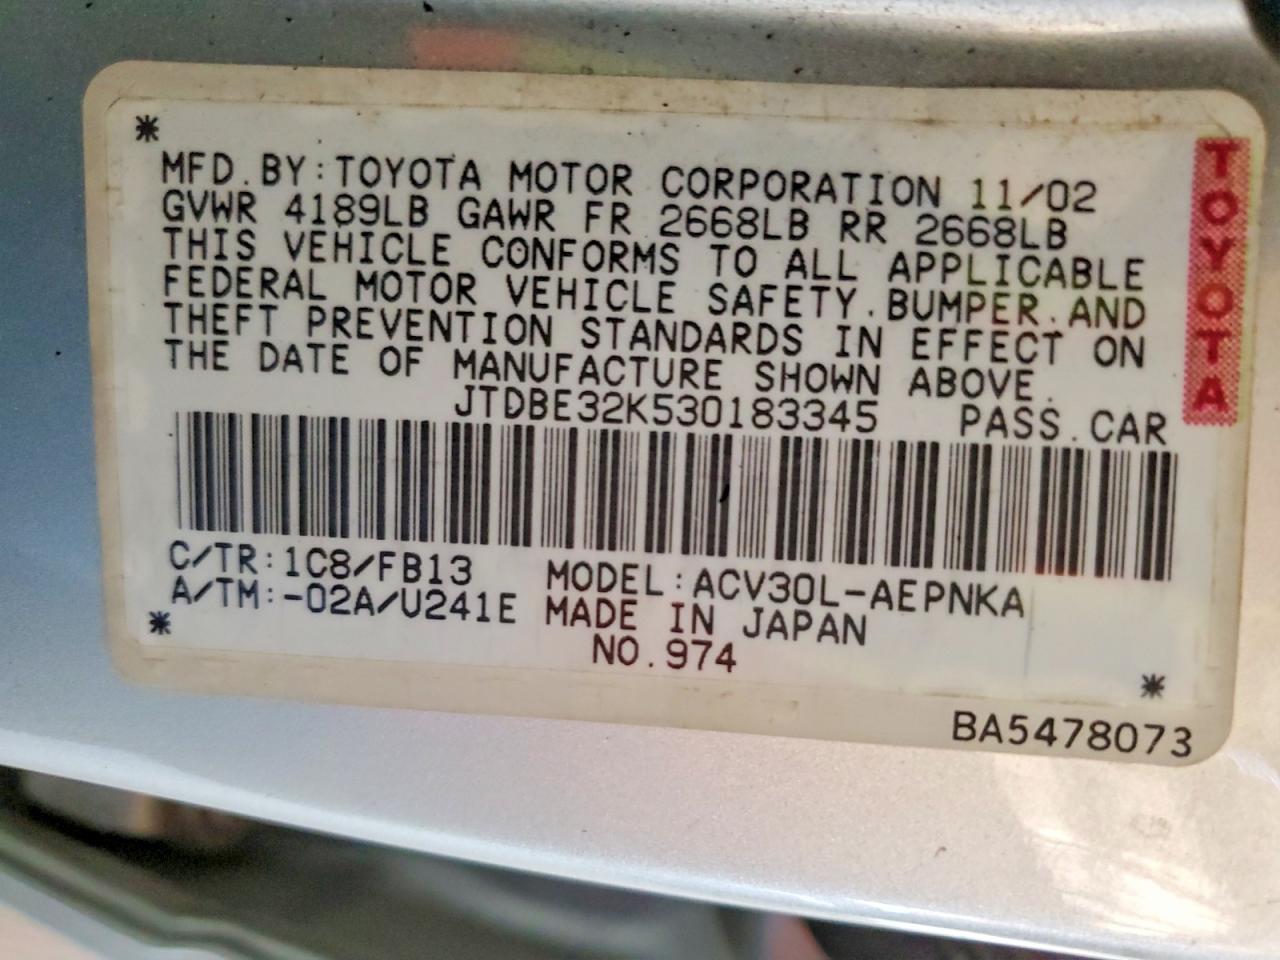 MFD.BY:TOYOTA MOTOR CORPORATION 11/02
GVWR 4189LB GAWR FR 2668LB RR 2668LB
THIS VEHICLE CONFORMS TO ALL APPLICABLE
FEDERAL MOTOR VEHICLE SAFETY.BUMPER.AND
THEFT PREVENTION STANDARDS IN EFFECT ON
THE DATE OF MANUFACTURE SHOWN ABOVE.
JTDBE32K530183345 PASS.CAR
C/TR:1C8/FB13
A/TM:-02A/U241E
MODEL:ACV30L-AEPNKA
MADE IN JAPAN
NO.974
BA5478073
TOYOTA